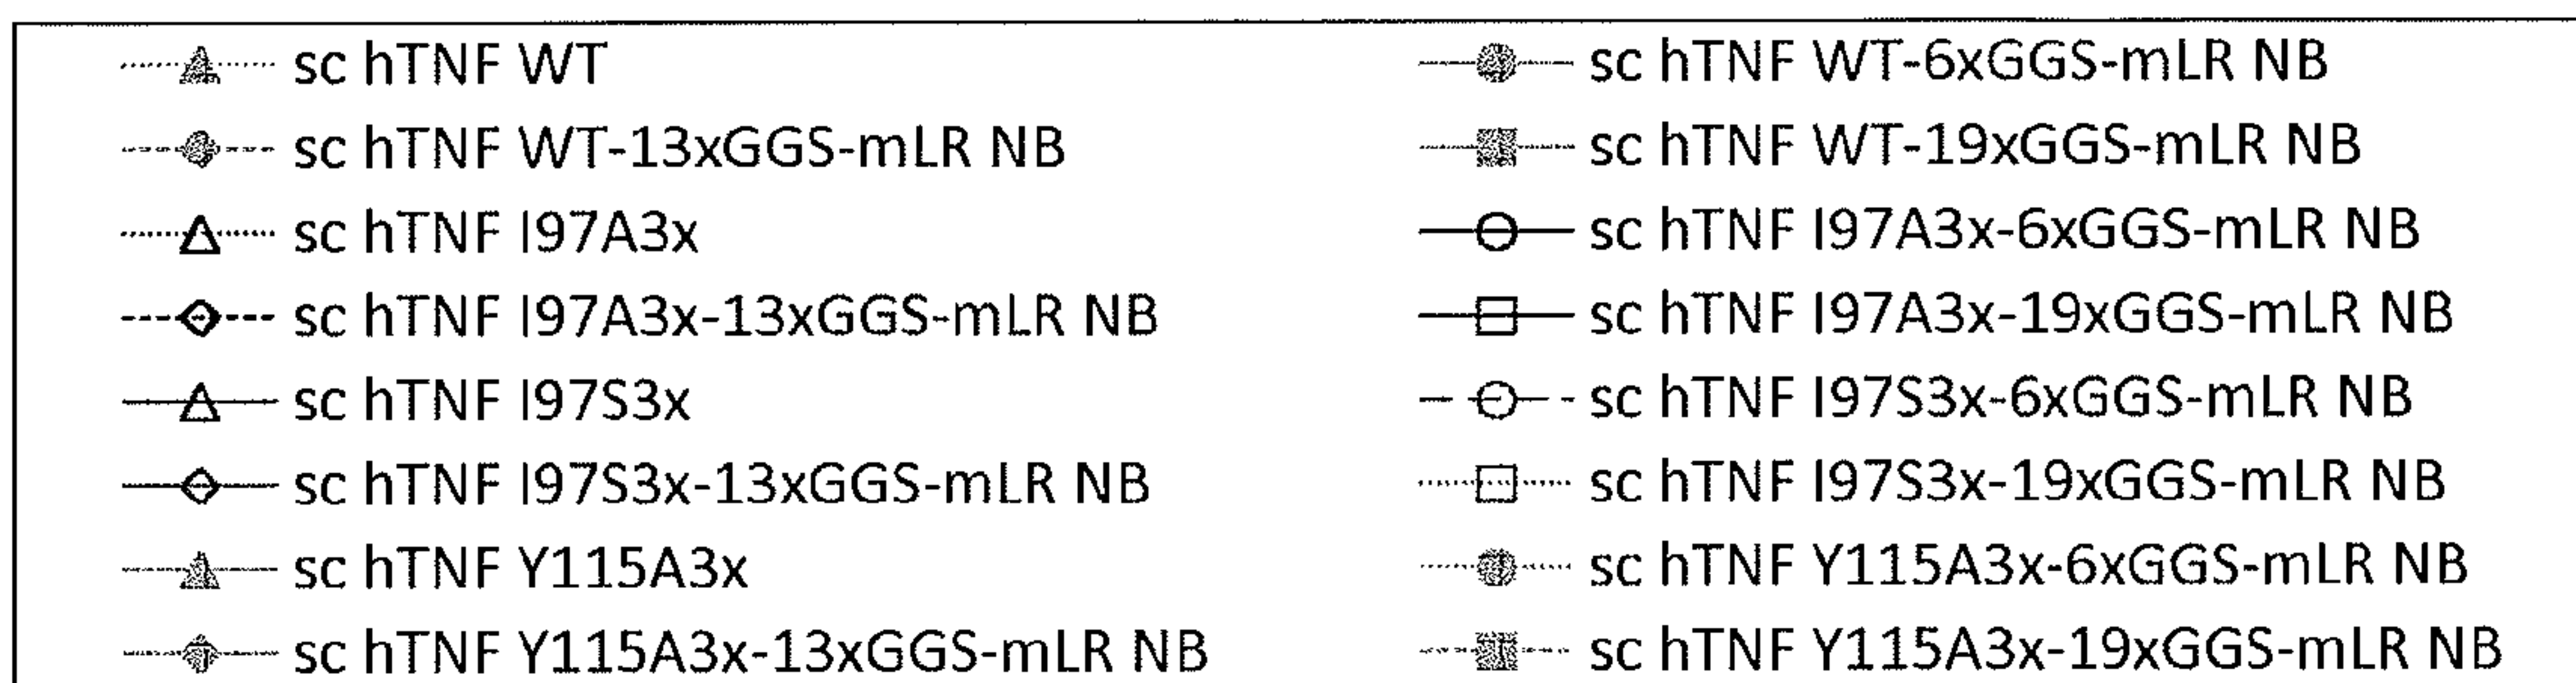 sc hTNF WT
sc hTNF WT-6xGGS-mLR NB
sc hTNF WT-13xGGS-mLR NB
sc hTNF WT-19xGGS-mLR NB
sc hTNF I97A3x
sc hTNF I97A3x-6xGGS-mLR NB
sc hTNF I97A3x-13xGGS-mLR NB
sc hTNF I97A3x-19xGGS-mLR NB
sc hTNF I97S3x
sc hTNF I97S3x-6xGGS-mLR NB
sc hTNF I97S3x-13xGGS-mLR NB
sc hTNF I97S3x-19xGGS-mLR NB
sc hTNF Y115A3x
sc hTNF Y115A3x-6xGGS-mLR NB
sc hTNF Y115A3x-13xGGS-mLR NB
sc hTNF Y115A3x-19xGGS-mLR NB